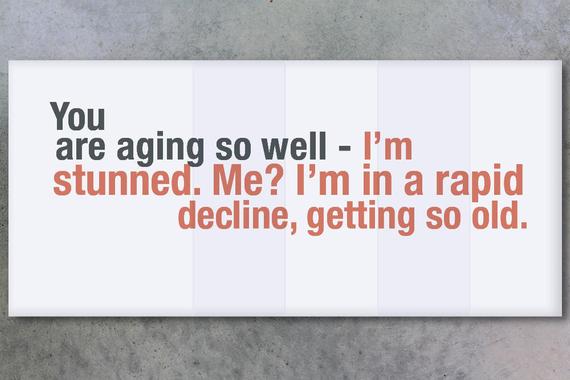 You
are aging so well - I'm
stunned. Me? I'm in a rapid
decline, getting so old.